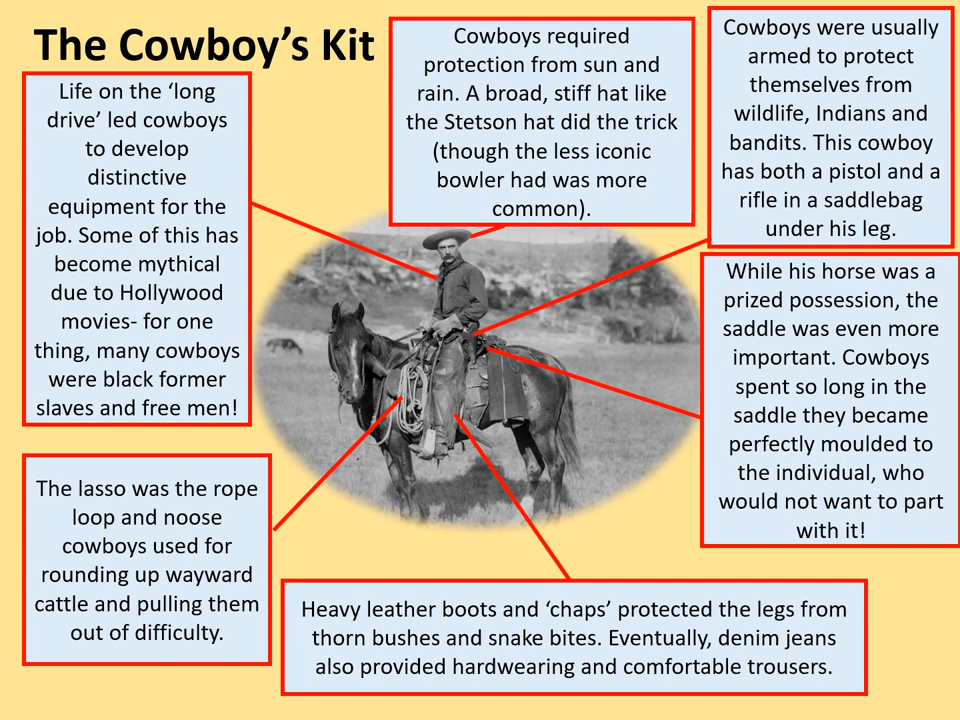 The Cowboy's Kit
Life on the 'long
drive' led cowboys
to develop
distinctive
equipment for the
job. Some of this has
become mythical
due to Hollywood
movies- for one
thing, many cowboys
were black former
slaves and free men!
Cowboys required
protection from sun and
rain. A broad, stiff hat like
the Stetson hat did the trick
(though the less iconic
bowler had was more
common).
Cowboys were usually
armed to protect
themselves from
wildlife, Indians and
bandits. This cowboy
has both a pistol and a
rifle in a saddlebag
under his leg.
While his horse was a
prized possession, the
saddle was even more
important. Cowboys
spent so long in the
saddle they became
perfectly moulded to
the individual, who
would not want to part
with it!
The lasso was the rope
loop and noose
cowboys used for
rounding up wayward
cattle and pulling them
out of difficulty.
Heavy leather boots and 'chaps' protected the legs from
thorn bushes and snake bites. Eventually, denim jeans
also provided hardwearing and comfortable trousers.